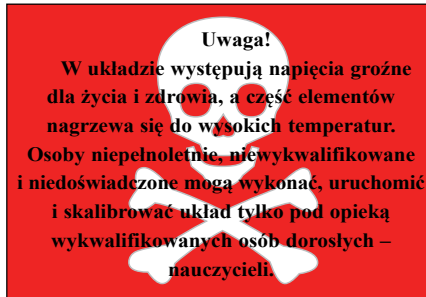 Uwaga!
W układzie występują napięcia groźne
dla życia i zdrowia, a część elementów
nagrzewa się do wysokich temperatur.
Osoby niepełnoletnie, niewykwalifikowane
i niedoświadczone mogą wykonać, uruchomić
i skalibrować układ tylko pod opieką
wykwalifikowanych osób dorosłych –
nauczycieli.